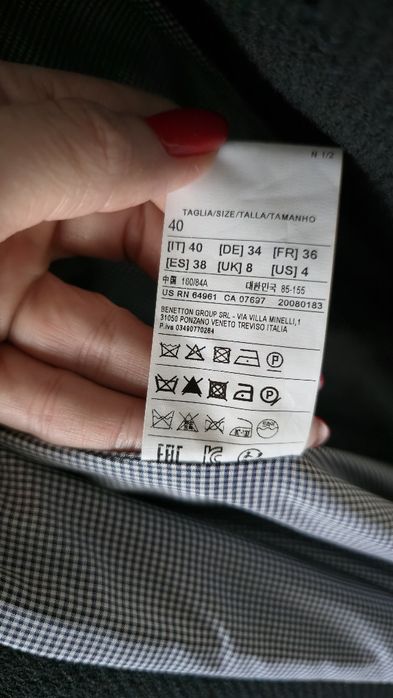 N 1/2
TAGLIA/SIZE/TALLA/TAMANHO
40
[IT] 40 [DE] 34 [FR] 36
[ES] 38 [UK] 8 [US] 4
中国 160/84A 대한민국 85-155
US RN 64961 CA 07697 20080183
BENETTON GROUP SRL - VIA VILLA MINELLI,1
31050 PONZANO VENETO TREVISO ITALIA
P.iva 03490770264
P
P
EAC